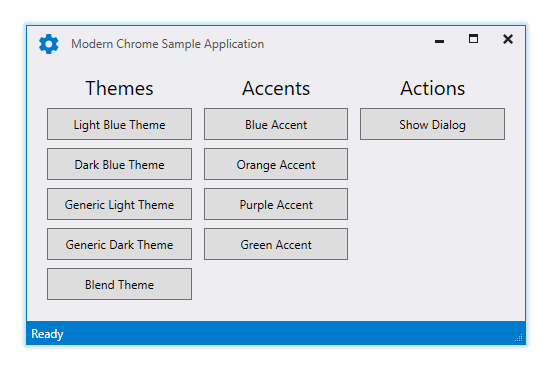 Modern Chrome Sample Application
Themes
Light Blue Theme
Dark Blue Theme
Generic Light Theme
Generic Dark Theme
Blend Theme
Accents
Blue Accent
Orange Accent
Purple Accent
Green Accent
Actions
Show Dialog
Ready